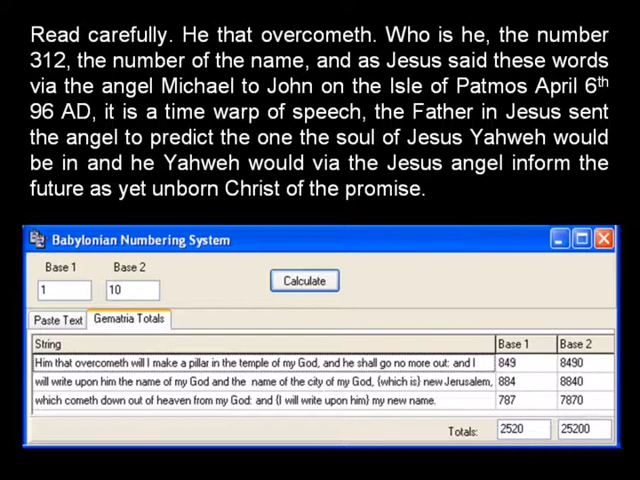 Read carefully. He that overcometh. Who is he, the number
312, the number of the name, and as Jesus said these words
via the angel Michael to John on the Isle of Patmos April 6th
96 AD, it is a time warp of speech, the Father in Jesus sent
the angel to predict the one the soul of Jesus Yahweh would
be in and he Yahweh would via the Jesus angel inform the
future as yet unborn Christ of the promise.
Babylonian Numbering System
Base 1 Base 2
1 10 Calculate
Paste Text Gematria Totals
String Base 1 Base 2
Him that overcometh will I make a pillar in the temple of my God, and he shall go no more out: and I 849 8490
will write upon him the name of my God and the name of the city of my God, {which is} new Jerusalem, 884 8840
which cometh down out of heaven from my God: and {I will write upon him} my new name. 787 7870
Totals: 2520 25200